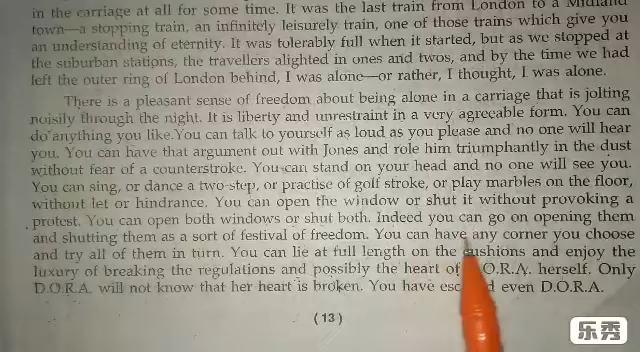 in the carriage at all for some time. It was the last train from London to a Midland
town—a stopping train, an infinitely leisurely train, one of those trains which give you
an understanding of eternity. It was tolerably full when it started, but as we stopped at
the suburban stations, the travellers alighted in ones and twos, and by the time we had
left the outer ring of London behind, I was alone—or rather, I thought, I was alone.
There is a pleasant sense of freedom about being alone in a carriage that is jolting
noisily through the night. It is liberty and unrestraint in a very agreeable form. You can
do anything you like.You can talk to yourself as loud as you please and no one will hear
you. You can have that argument out with Jones and role him triumphantly in the dust
without fear of a counterstroke. You can stand on your head and no one will see you.
You can sing, or dance a two-step, or practise of golf stroke, or play marbles on the floor,
without let or hindrance. You can open the window or shut it without provoking a
protest. You can open both windows or shut both. Indeed you can go on opening them
and shutting them as a sort of festival of freedom. You can have any corner you choose
and try all of them in turn. You can lie at full length on the cushions and enjoy the
luxury of breaking the regulations and possibly the heart of O.R.A. herself. Only
D.O.R.A. will not know that her heart is broken. You have even D.O.R.A.
(13)
乐秀